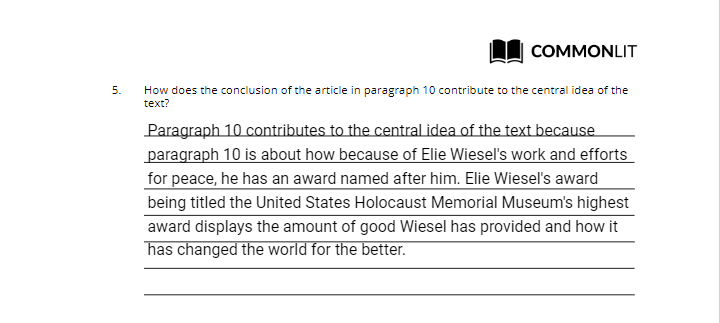 COMMONLIT
5. How does the conclusion of the article in paragraph 10 contribute to the central idea of the
text?
Paragraph 10 contributes to the central idea of the text because
paragraph 10 is about how because of Elie Wiesel's work and efforts
for peace, he has an award named after him. Elie Wiesel's award
being titled the United States Holocaust Memorial Museum's highest
award displays the amount of good Wiesel has provided and how it
has changed the world for the better.